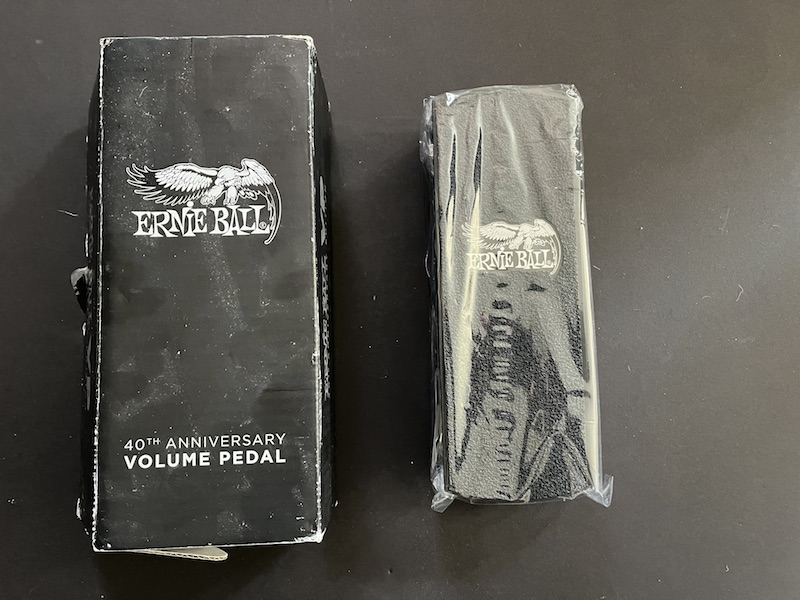 ERNIE BALL®
40TH ANNIVERSARY
VOLUME PEDAL
ERNIE BALL